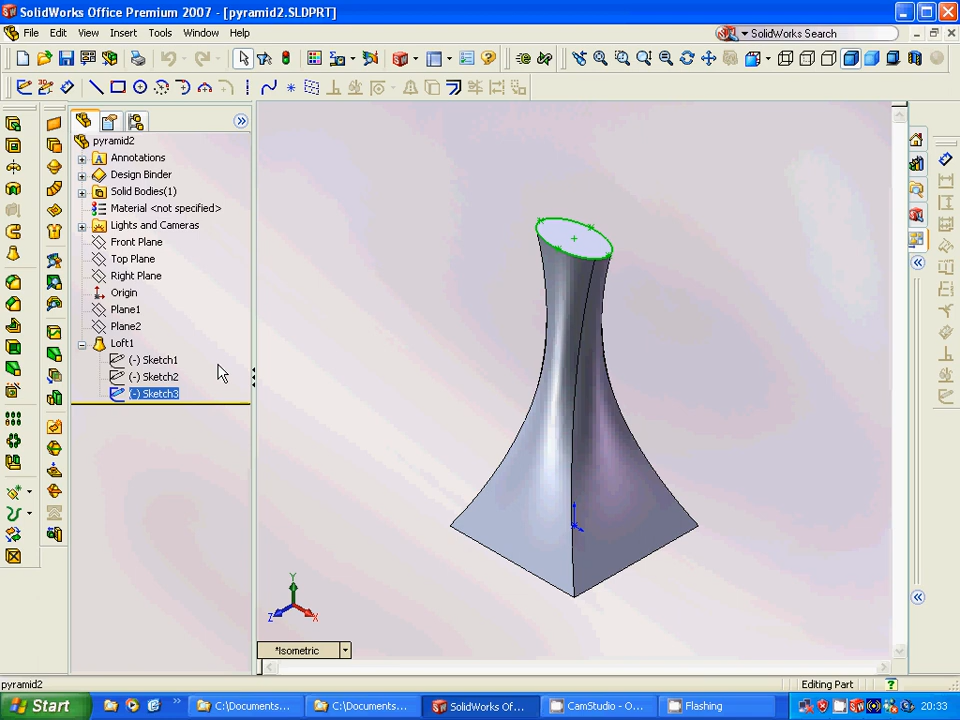 SolidWorks Office Premium 2007 - [pyramid2.SLDPRT]
File Edit View Insert Tools Window Help
SolidWorks Search
pyramid2
Annotations
Design Binder
Solid Bodies(1)
Material <not specified>
Lights and Cameras
Front Plane
Top Plane
Right Plane
Origin
Plane1
Plane2
Loft1
(-) Sketch1
(-) Sketch2
(-) Sketch3
Y
Z
X
*Isometric
pyramid2
Editing Part
Start
C:\Documents...
C:\Documents...
SolidWorks Of...
CamStudio - O...
Flashing
20:33